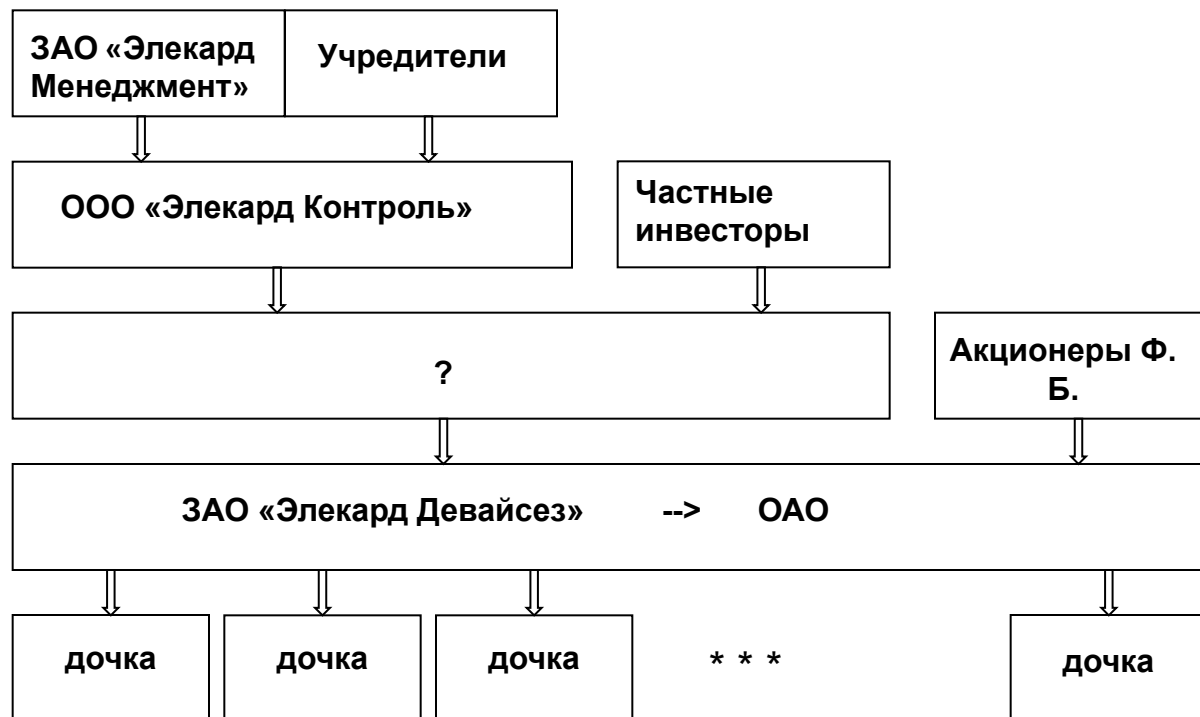 ЗАО «Элекард
Менеджмент»
Учредители
ООО «Элекард Контроль»
Частные
инвесторы
?
Акционеры Ф.
Б.
ЗАО «Элекард Девайсез» --> ОАО
дочка дочка дочка * * * дочка